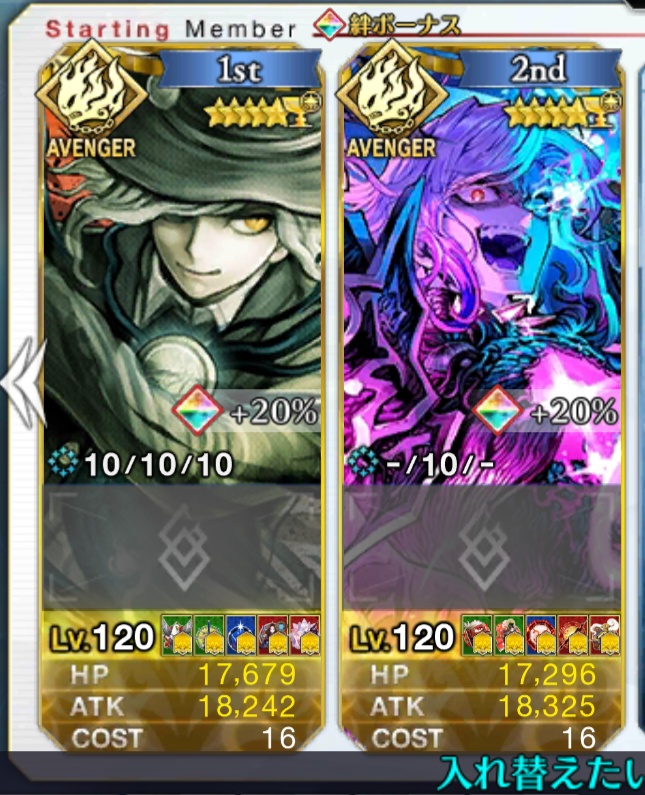 Starting Member 絆ボーナス
1st
AVENGER
+20%
10/10/10
Lv.120
HP 17,679
ATK 18,242
COST 16
2nd
AVENGER
+20%
-/10/-
Lv.120
HP 17,296
ATK 18,325
COST 16
入れ替えたい